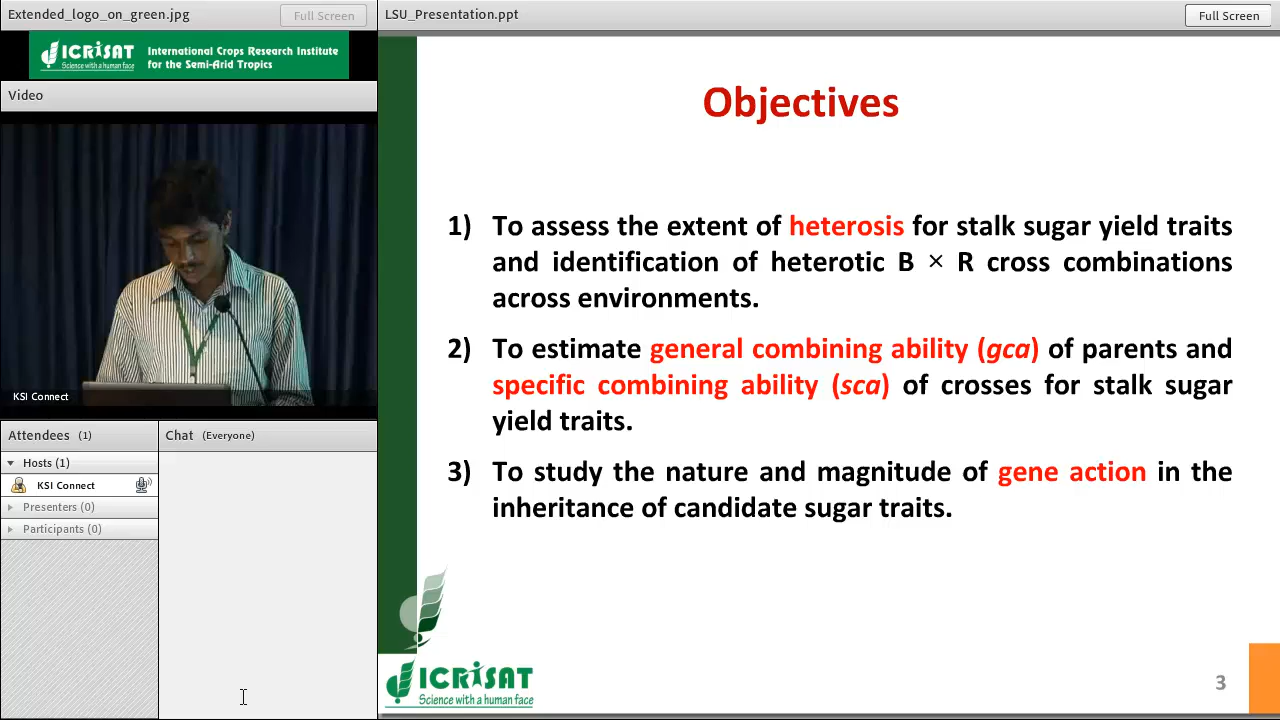 Extended_logo_on_green.jpg
Full Screen
ICRISAT
Science with a human face
International Crops Research Institute
for the Semi-Arid Tropics
Video
KSI Connect
Attendees (1)
Hosts (1)
KSI Connect
Presenters (0)
Participants (0)
Chat (Everyone)
LSU_Presentation.ppt
Full Screen
Objectives
1) To assess the extent of heterosis for stalk sugar yield traits
and identification of heterotic B × R cross combinations
across environments.
2) To estimate general combining ability (gca) of parents and
specific combining ability (sca) of crosses for stalk sugar
yield traits.
3) To study the nature and magnitude of gene action in the
inheritance of candidate sugar traits.
ICRISAT
Science with a human face
3